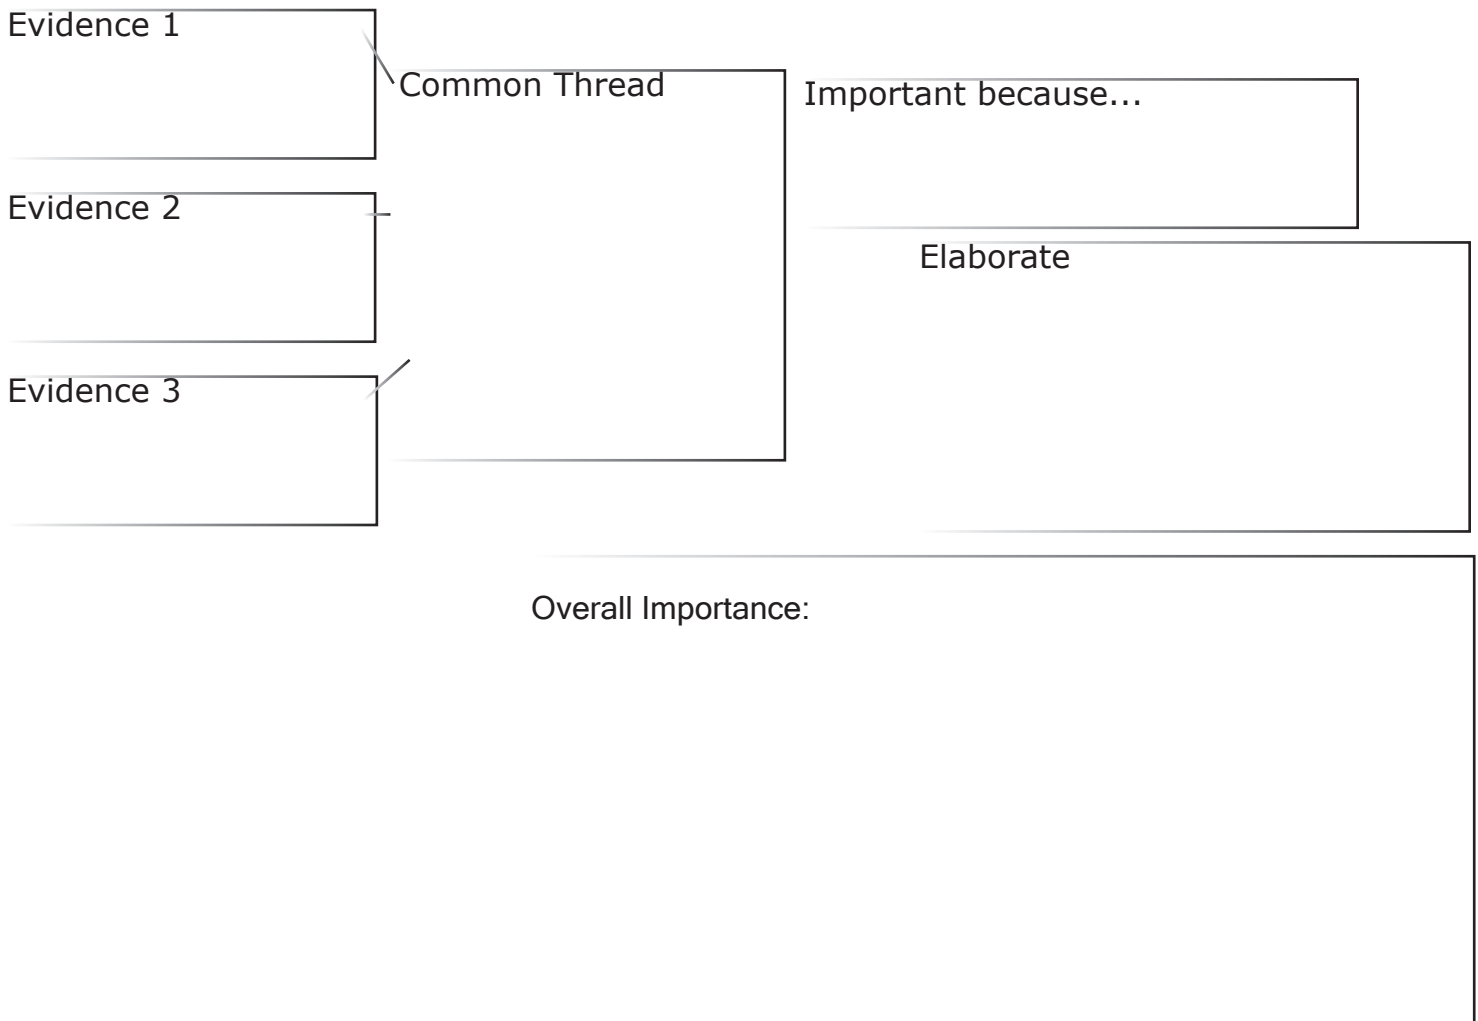 Evidence 1
Common Thread
Important because...
Evidence 2
Elaborate
Evidence 3
Overall Importance: